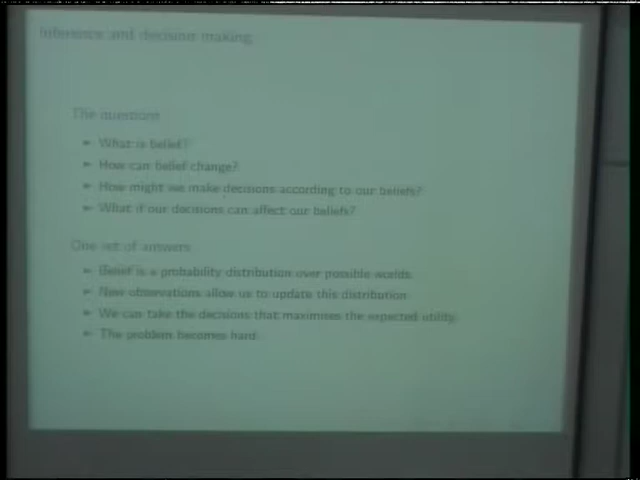 Inference and decision making
The questions
What is belief?
How can belief change?
How might we make decisions according to our beliefs?
What if our decisions can affect our beliefs?
One set of answers
Belief is a probability distribution over possible worlds
New observations allow us to update this distribution
We can take the decisions that maximises the expected utility
The problem becomes hard